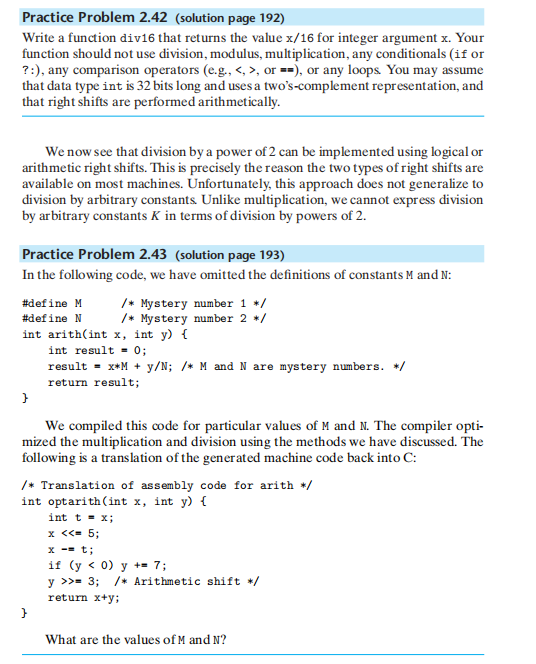 Practice Problem 2.42 (solution page 192)
Write a function div16 that returns the value x/16 for integer argument x. Your
function should not use division, modulus, multiplication, any conditionals (if or
?:), any comparison operators (e.g., <, >, or ==), or any loops. You may assume
that data type int is 32 bits long and uses a two's-complement representation, and
that right shifts are performed arithmetically.
We now see that division by a power of 2 can be implemented using logical or
arithmetic right shifts. This is precisely the reason the two types of right shifts are
available on most machines. Unfortunately, this approach does not generalize to
division by arbitrary constants. Unlike multiplication, we cannot express division
by arbitrary constants K in terms of division by powers of 2.
Practice Problem 2.43 (solution page 193)
In the following code, we have omitted the definitions of constants M and N:
#define M /* Mystery number 1 */
#define N /* Mystery number 2 */
int arith(int x, int y) {
int result = 0;
result = x*M + y/N; /* M and N are mystery numbers. */
return result;
}
We compiled this code for particular values of M and N. The compiler opti-
mized the multiplication and division using the methods we have discussed. The
following is a translation of the generated machine code back into C:
/* Translation of assembly code for arith */
int optarith(int x, int y) {
int t = x;
x <<= 5;
x -= t;
if (y < 0) y += 7;
y >>= 3; /* Arithmetic shift */
return x+y;
}
What are the values of M and N?